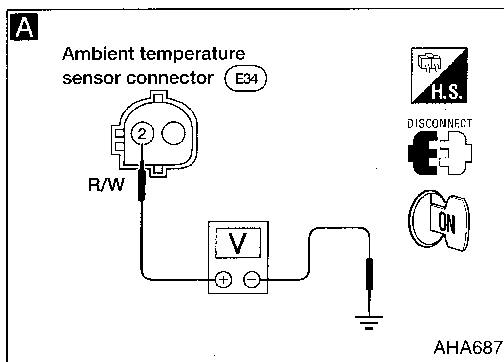 A
Ambient temperature
sensor connector E34
H.S.
DISCONNECT
2
R/W
ON
V
+ −
AHA687